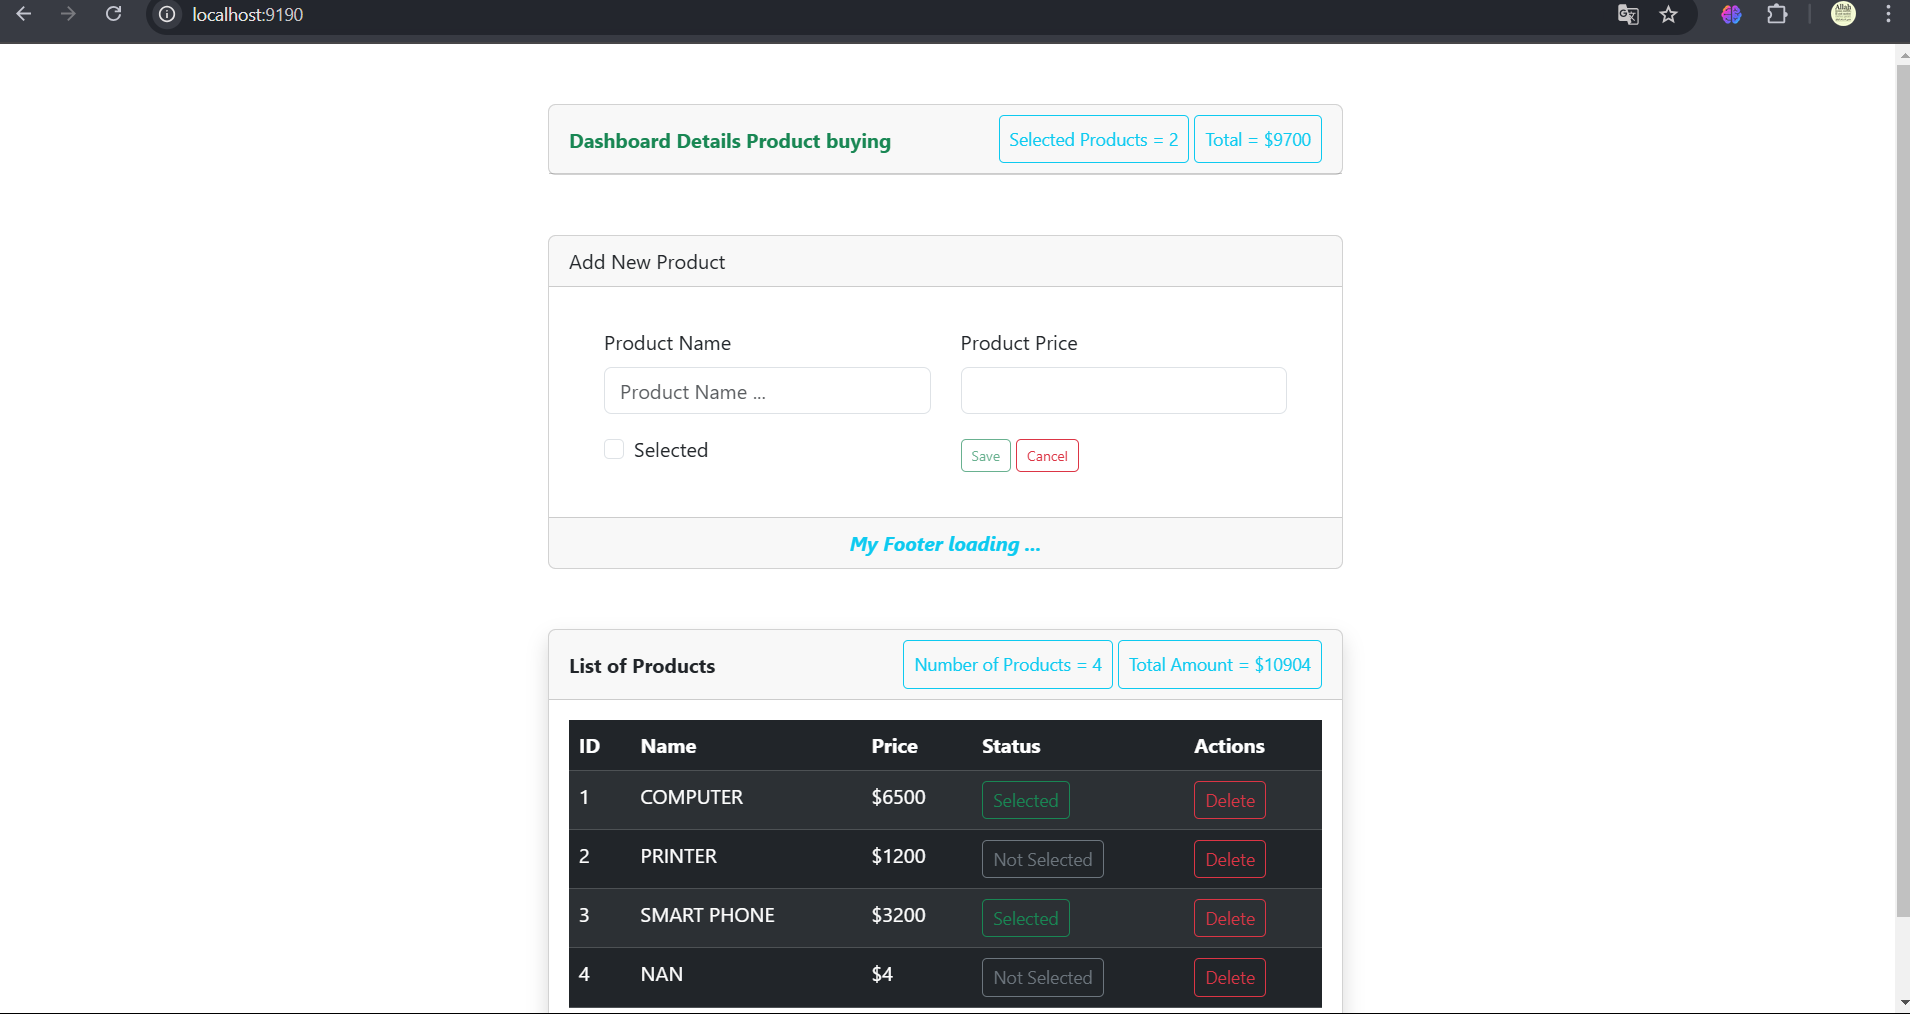 localhost:9190
Dashboard Details Product buying
Selected Products = 2
Total = $9700
Add New Product
Product Name
Product Price
Product Name ...
Selected
Save
Cancel
My Footer loading ...
List of Products
Number of Products = 4
Total Amount = $10904
ID Name Price Status Actions
1 COMPUTER $6500 Selected Delete
2 PRINTER $1200 Not Selected Delete
3 SMART PHONE $3200 Selected Delete
4 NAN $4 Not Selected Delete